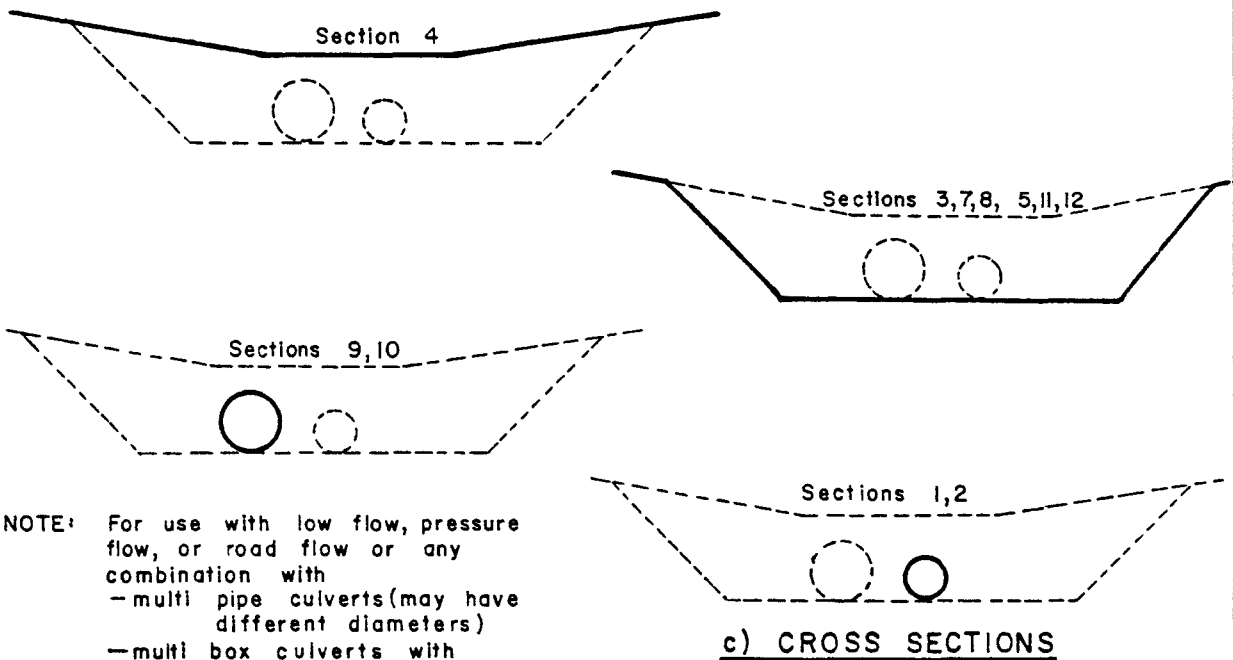 Section 4
Sections 3,7,8, 5,11,12
Sections 9,10
Sections 1,2
NOTE: For use with low flow, pressure
flow, or road flow or any
combination with
- multi pipe culverts (may have
different diameters)
- multi box culverts with
c) CROSS SECTIONS